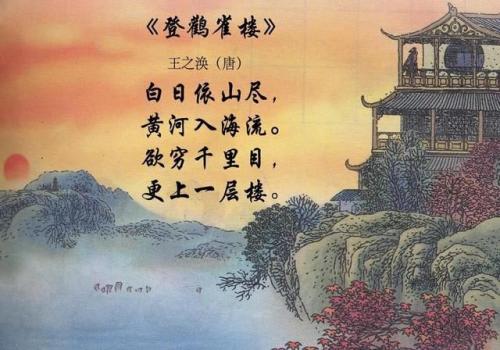 《登鹳雀楼》
王之涣（唐）
白日依山尽，
黄河入海流。
欲穷千里目，
更上一层楼。